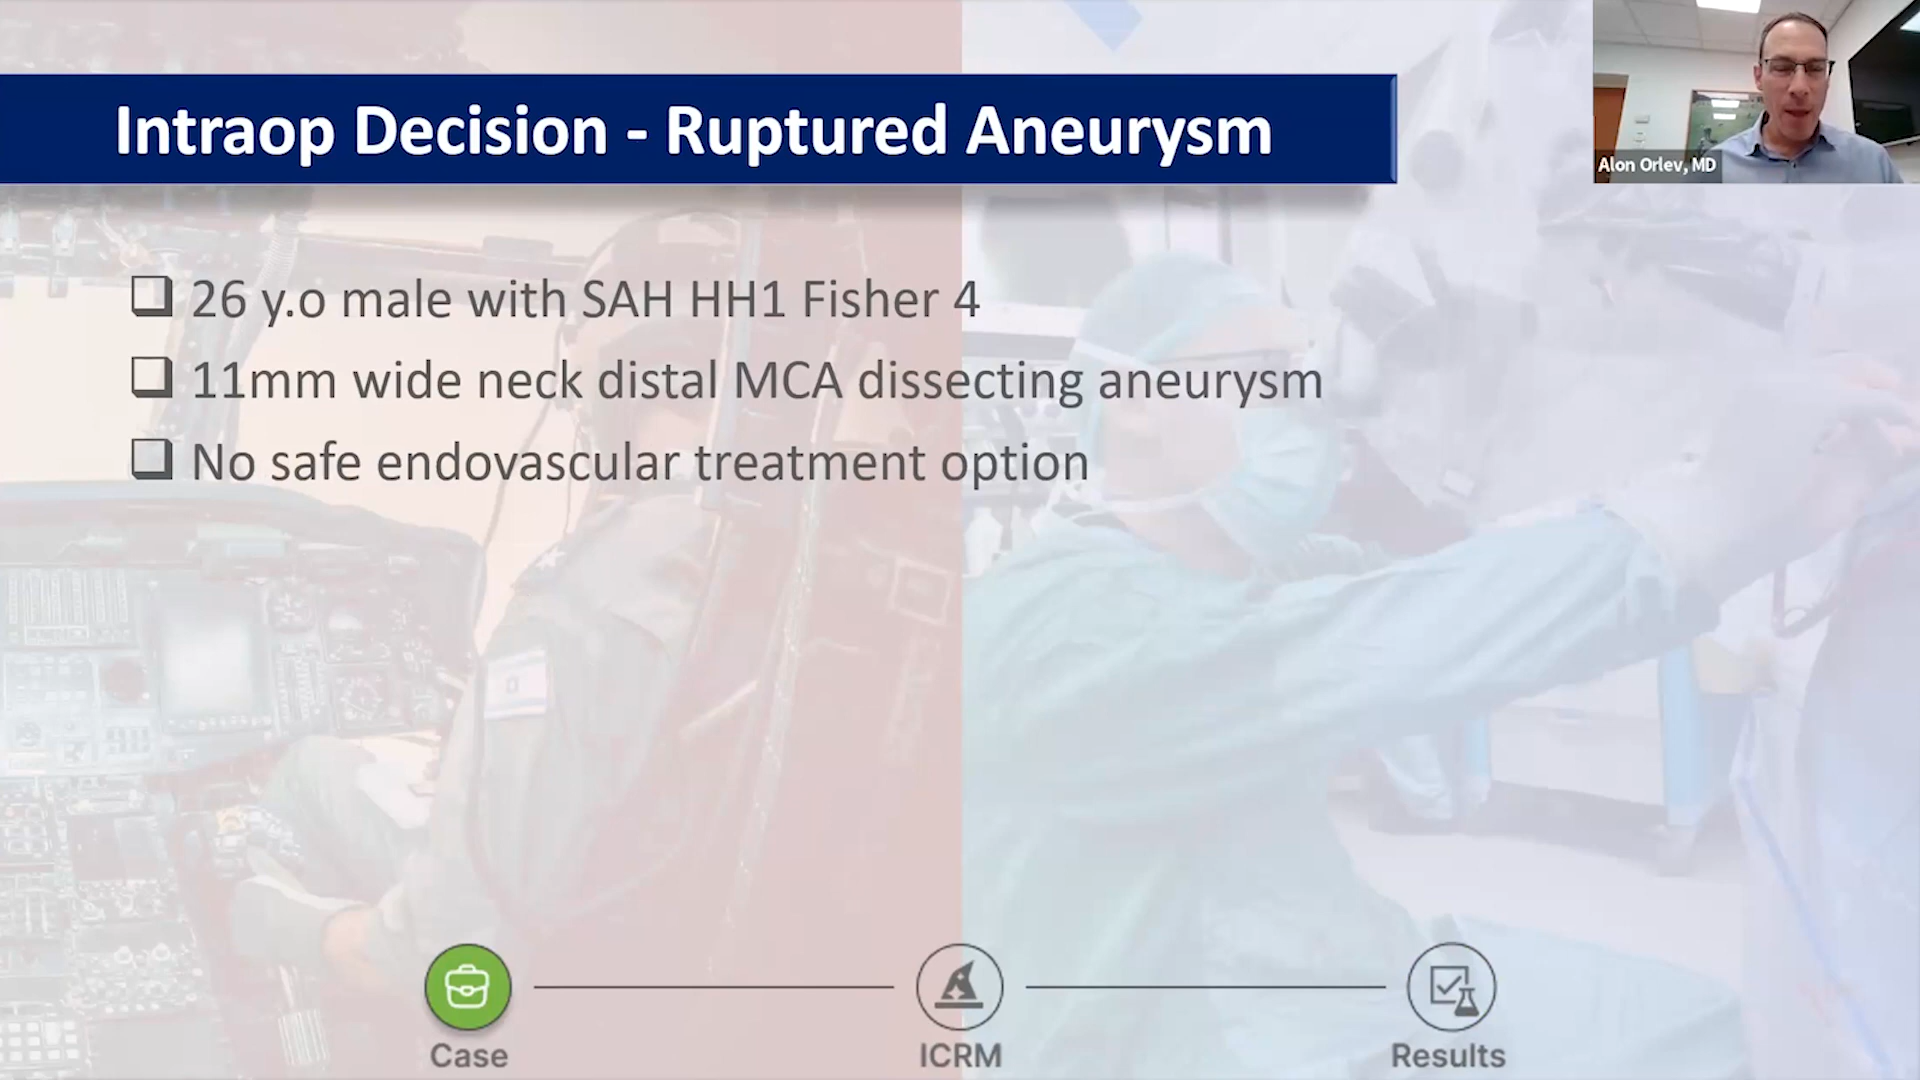 Intraop Decision - Ruptured Aneurysm
Alon Orlev, MD
26 y.o male with SAH HH1 Fisher 4
11mm wide neck distal MCA dissecting aneurysm
No safe endovascular treatment option
Case
ICRM
Results